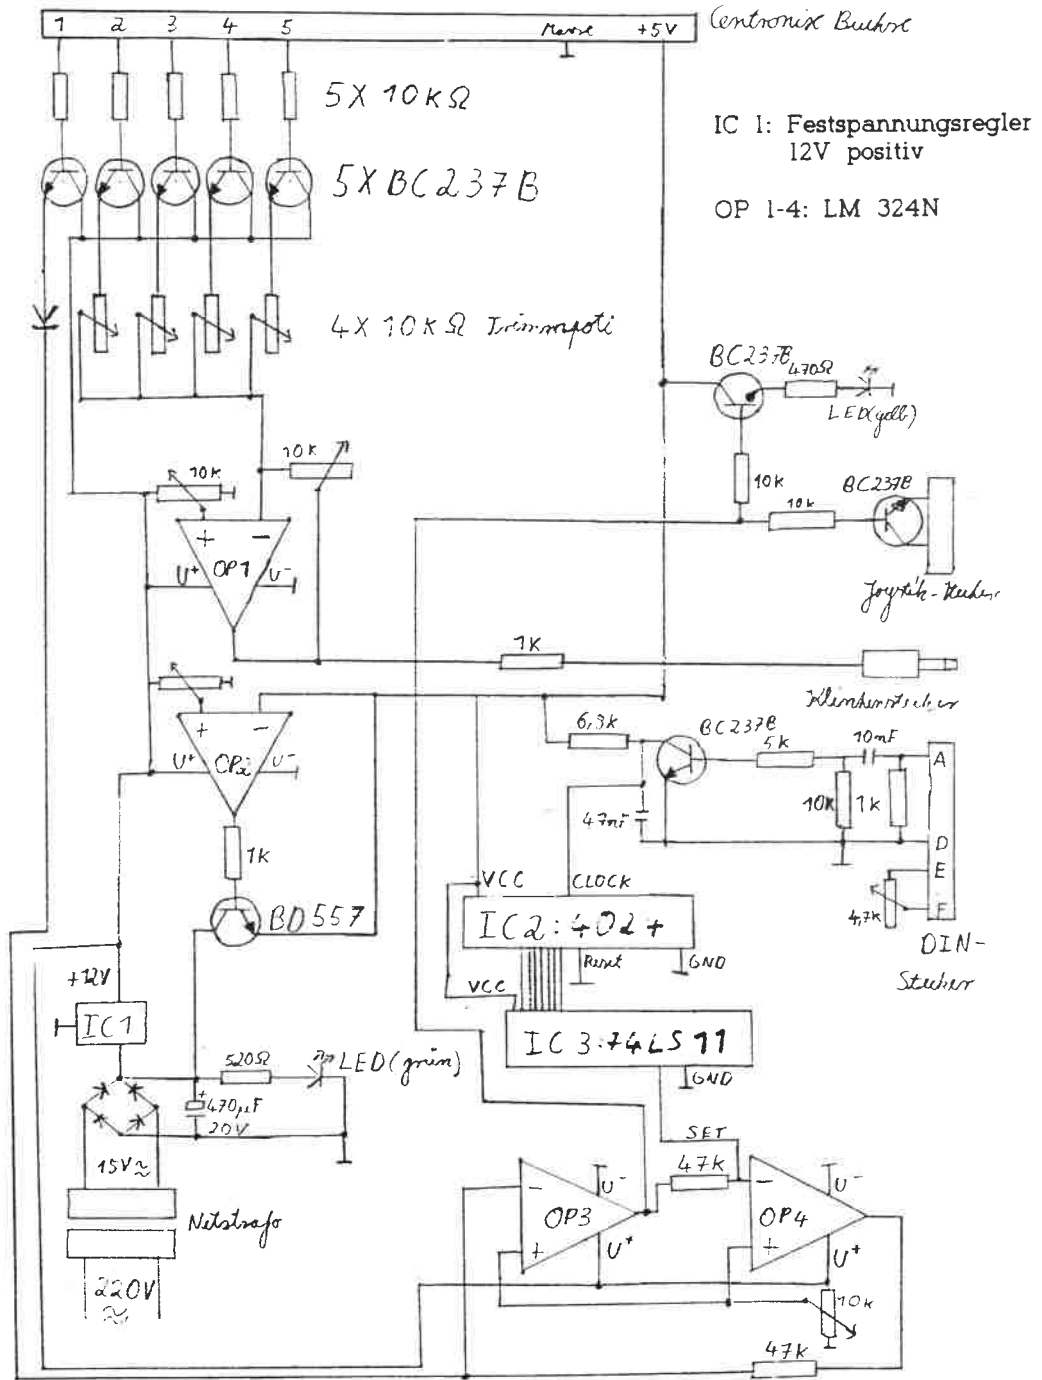 1 2 3 4 5 Masse +5V
Centronix Buchse
5X 10KΩ
IC 1: Festspannungsregler
12V positiv
5XBC237B
OP 1-4: LM 324N
4X 10KΩ Trimmpoti
BC237B
470Ω
LED(gelb)
10K
10K
10K
BC237B
10K
+ −
OP1
U+ U−
Joystik-Stecker
1K
Klinkenstecker
+ −
OP2
U+ U−
6,3k
BC237B
5k
10nF
A
47nF
10k
1k
D
E
4,7k
F
1K
DIN-
Stecker
BD557
VCC CLOCK
IC2:4024
Reset
GND
VCC
+12V
IC1
IC3:74LS11
GND
520Ω
LED(grün)
+
470µF
20V
15V≈
SET
47k
Netztrafo
−
OP3
+
U−
U+
−
OP4
+
U−
U+
220V
≈
10k
47k